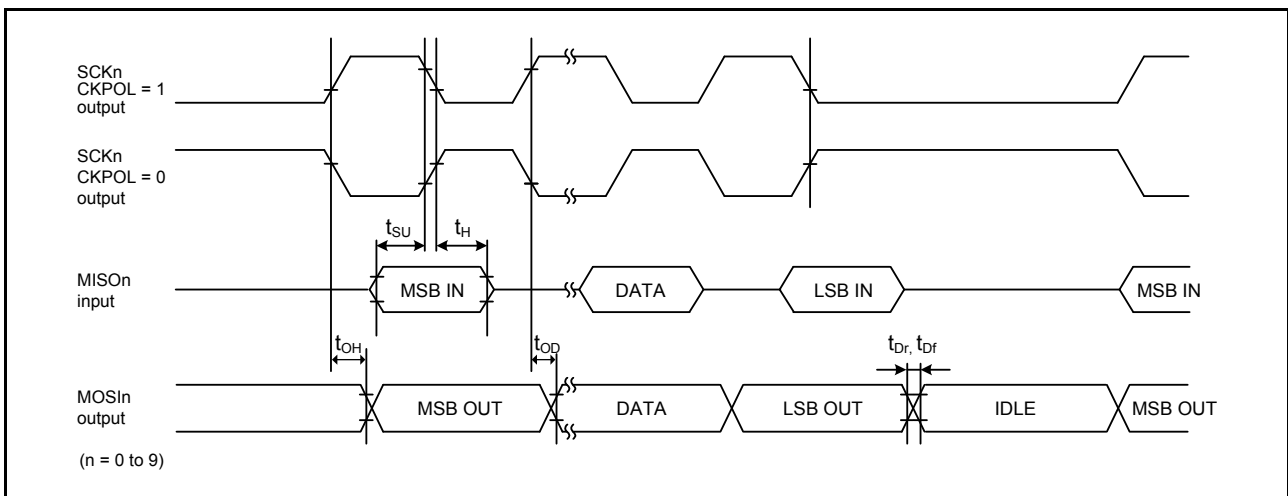 SCKn
CKPOL = 1
output
SCKn
CKPOL = 0
output
tSU
tH
MISOn
input
MSB IN
DATA
LSB IN
MSB IN
tOH
tOD
tDr, tDf
MOSIn
output
MSB OUT
DATA
LSB OUT
IDLE
MSB OUT
(n = 0 to 9)